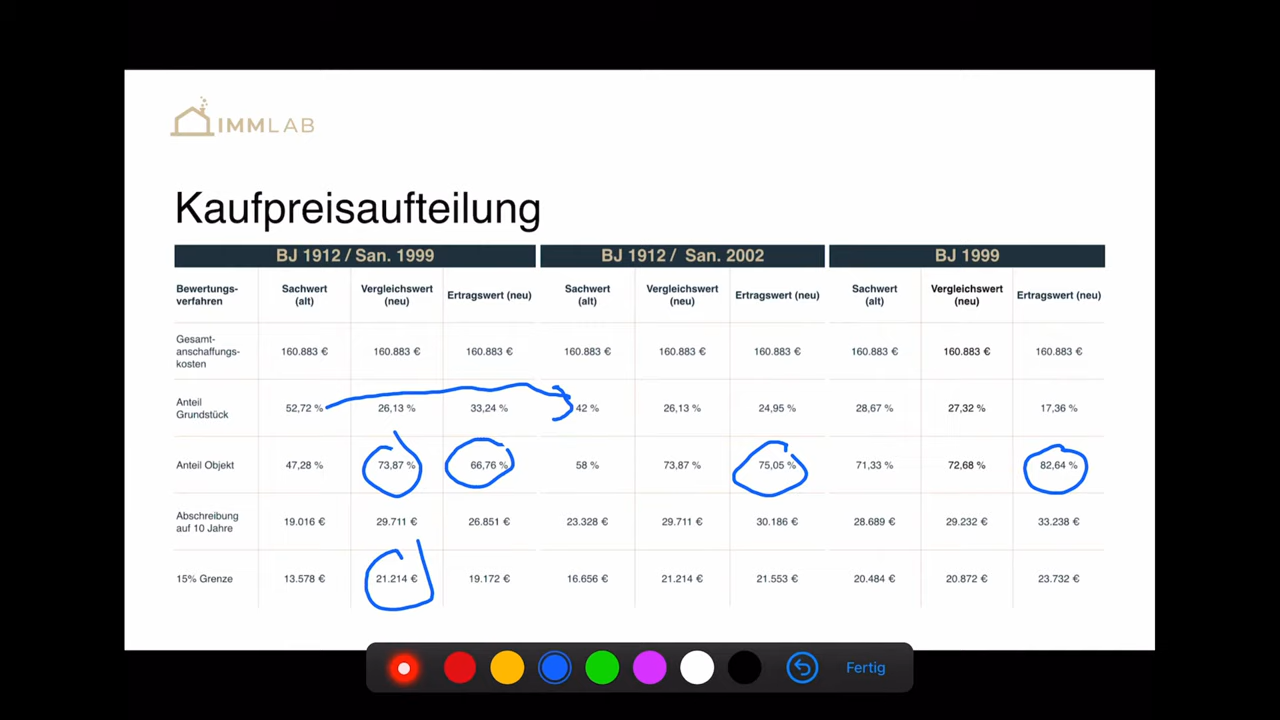 IMMLAB
Kaufpreisaufteilung
BJ 1912 / San. 1999 BJ 1912 / San. 2002 BJ 1999
Bewertungs-
verfahren
Sachwert
(alt)
Vergleichswert
(neu)
Ertragswert (neu)
Sachwert
(alt)
Vergleichswert
(neu)
Ertragswert (neu)
Sachwert
(alt)
Vergleichswert
(neu)
Ertragswert (neu)
Gesamt-
anschaffungs-
kosten
160.883 € 160.883 € 160.883 € 160.883 € 160.883 € 160.883 € 160.883 € 160.883 € 160.883 €
Anteil
Grundstück
52,72 % 26,13 % 33,24 % 42 % 26,13 % 24,95 % 28,67 % 27,32 % 17,36 %
Anteil Objekt 47,28 % 73,87 % 66,76 % 58 % 73,87 % 75,05 % 71,33 % 72,68 % 82,64 %
Abschreibung
auf 10 Jahre
19.016 € 29.711 € 26.851 € 23.328 € 29.711 € 30.186 € 28.689 € 29.232 € 33.238 €
15% Grenze 13.578 € 21.214 € 19.172 € 16.656 € 21.214 € 21.553 € 20.484 € 20.872 € 23.732 €
Fertig